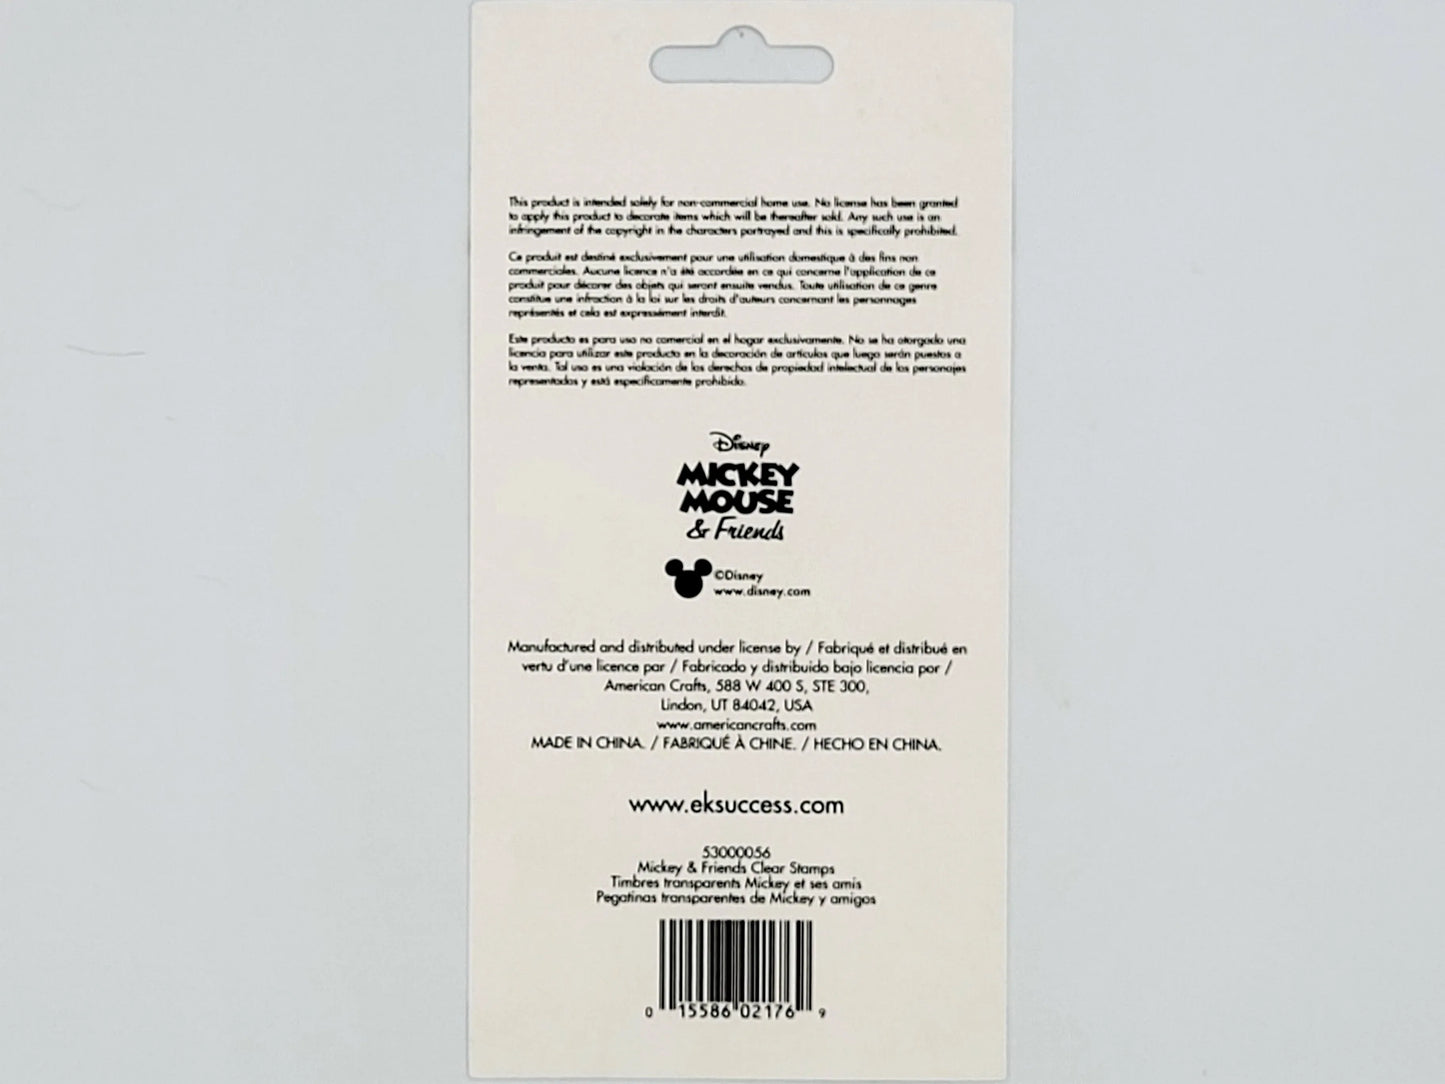 This product is intended solely for non-commercial home use. No license has been granted
to apply this product to decorate items which will be thereafter sold. Any such use is an
infringement of the copyright in the characters portrayed and this is specifically prohibited.
Ce produit est destiné exclusivement pour une utilisation domestique à des fins non
commerciales. Aucune licence n'a été accordée en ce qui concerne l'application de ce
produit pour décorer des objets qui seront ensuite vendus. Toute utilisation de ce genre
constitue une infraction à la loi sur les droits d'auteurs concernant les personnages
représentés et cela est expressément interdit.
Este producto es para uso no comercial en el hogar exclusivamente. No se ha otorgado una
licencia para utilizar este producto en la decoración de artículos que luego serán puestos a
la venta. Tal uso es una violación de los derechos de propiedad intelectual de los personajes
representados y está específicamente prohibido.
Disney
MICKEY
MOUSE
& Friends
©Disney
www.disney.com
Manufactured and distributed under license by / Fabriqué et distribué en
vertu d'une licence par / Fabricado y distribuido bajo licencia por /
American Crafts, 588 W 400 S, STE 300,
Lindon, UT 84042, USA
www.americancrafts.com
MADE IN CHINA. / FABRIQUÉ À CHINE. / HECHO EN CHINA.
www.eksuccess.com
53000056
Mickey & Friends Clear Stamps
Timbres transparents Mickey et ses amis
Pegatinas transparentes de Mickey y amigos
0 15586 02176 9